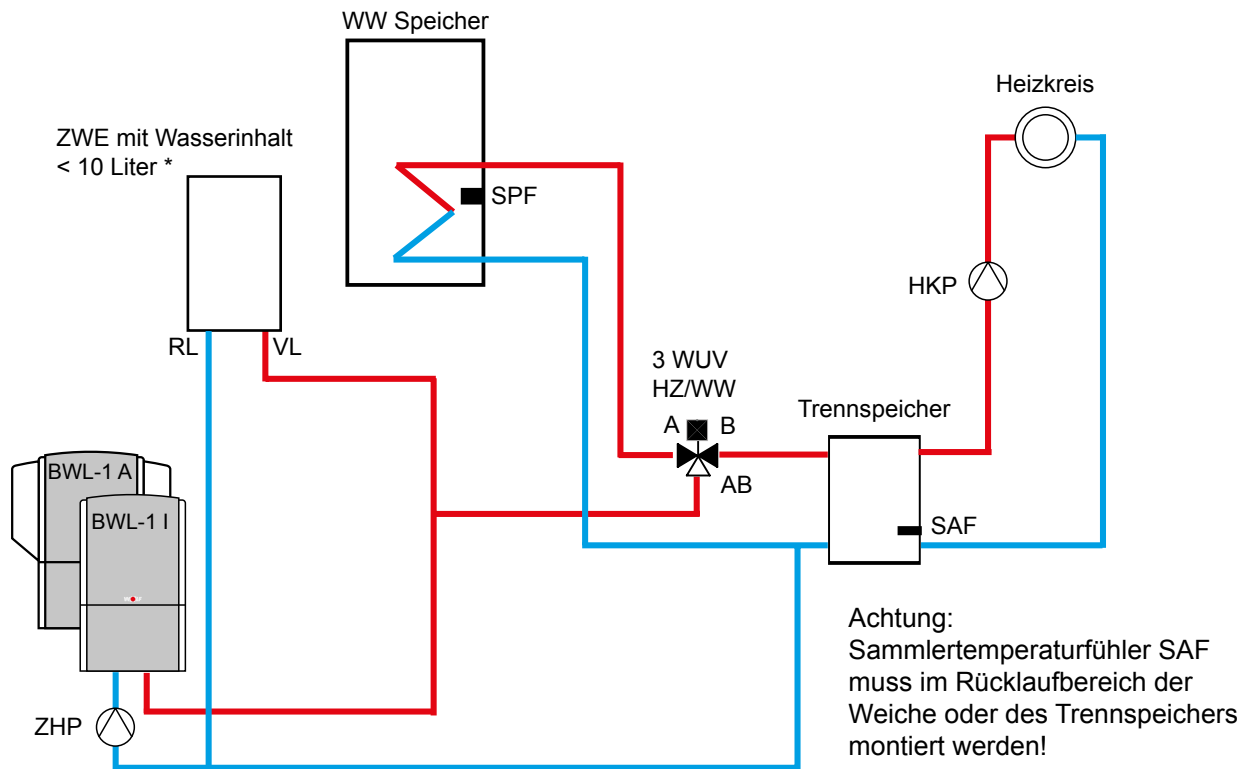 WW Speicher
Heizkreis
ZWE mit Wasserinhalt
< 10 Liter *
SPF
HKP
RL
VL
3 WUV
HZ/WW
A
B
AB
Trennspeicher
SAF
BWL-1 A
BWL-1 I
ZHP
Achtung:
Sammlertemperaturfühler SAF
muss im Rücklaufbereich der
Weiche oder des Trennspeichers
montiert werden!